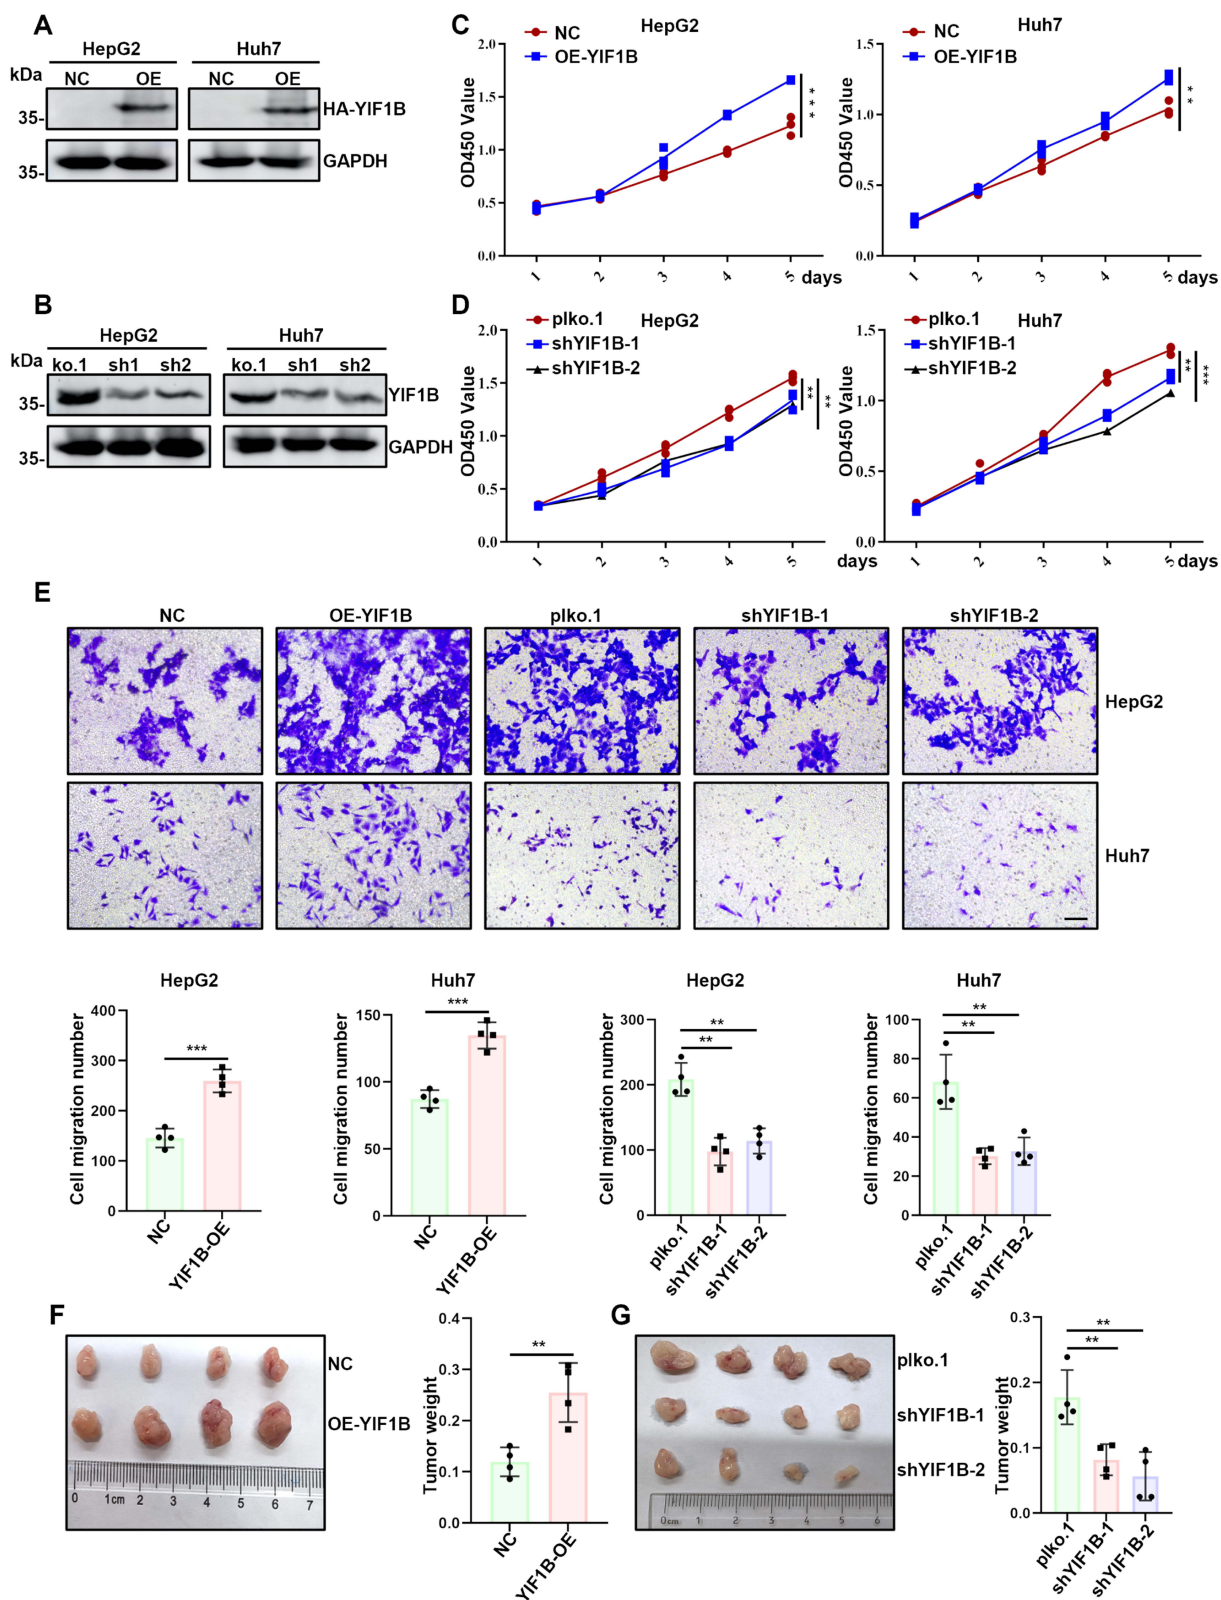 A
HepG2
Huh7
kDa
NC
OE
NC
OE
35-
HA-YIF1B
35-
GAPDH
B
HepG2
Huh7
kDa
ko.1
sh1
sh2
ko.1
sh1
sh2
35-
YIF1B
35-
GAPDH
C
NC
OE-YIF1B
HepG2
OD450 Value
2.0
1.5
1.0
0.5
0.0
1
2
3
4
5
days
***
NC
OE-YIF1B
Huh7
OD450 Value
1.5
1.0
0.5
0.0
1
2
3
4
5
days
**
D
plko.1
shYIF1B-1
shYIF1B-2
HepG2
OD450 Value
2.0
1.5
1.0
0.5
0.0
1
2
3
4
5
days
**
**
plko.1
shYIF1B-1
shYIF1B-2
Huh7
OD450 Value
1.5
1.0
0.5
0.0
1
2
3
4
5
days
**
***
E
NC
OE-YIF1B
plko.1
shYIF1B-1
shYIF1B-2
HepG2
Huh7
HepG2
Cell migration number
400
300
200
100
0
***
NC
YIF1B-OE
Huh7
Cell migration number
150
100
50
0
***
NC
YIF1B-OE
HepG2
Cell migration number
300
200
100
0
**
**
plko.1
shYIF1B-1
shYIF1B-2
Huh7
Cell migration number
100
80
60
40
20
0
**
**
plko.1
shYIF1B-1
shYIF1B-2
F
NC
OE-YIF1B
0 1cm 2 3 4 5 6 7
Tumor weight
0.4
0.3
0.2
0.1
0.0
**
NC
YIF1B-OE
G
plko.1
shYIF1B-1
shYIF1B-2
0cm 1 2 3 4 5 6
Tumor weight
0.3
0.2
0.1
0.0
**
**
plko.1
shYIF1B-1
shYIF1B-2